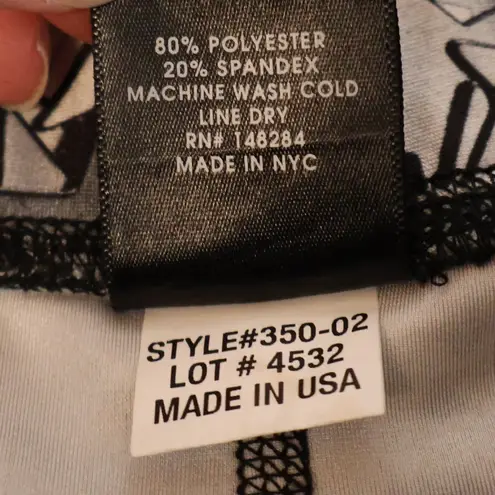 80% POLYESTER
20% SPANDEX
MACHINE WASH COLD
LINE DRY
RN# 148284
MADE IN NYC
STYLE#350-02
LOT # 4532
MADE IN USA